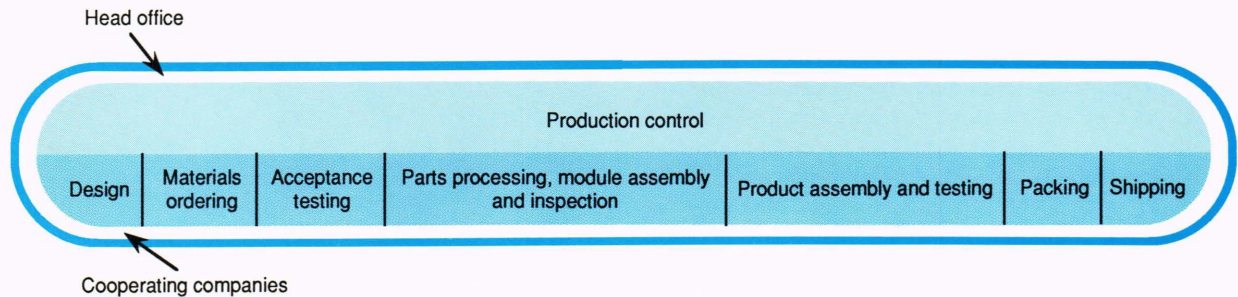 Head office
Production control
Design
Materials
ordering
Acceptance
testing
Parts processing, module assembly
and inspection
Product assembly and testing
Packing
Shipping
Cooperating companies